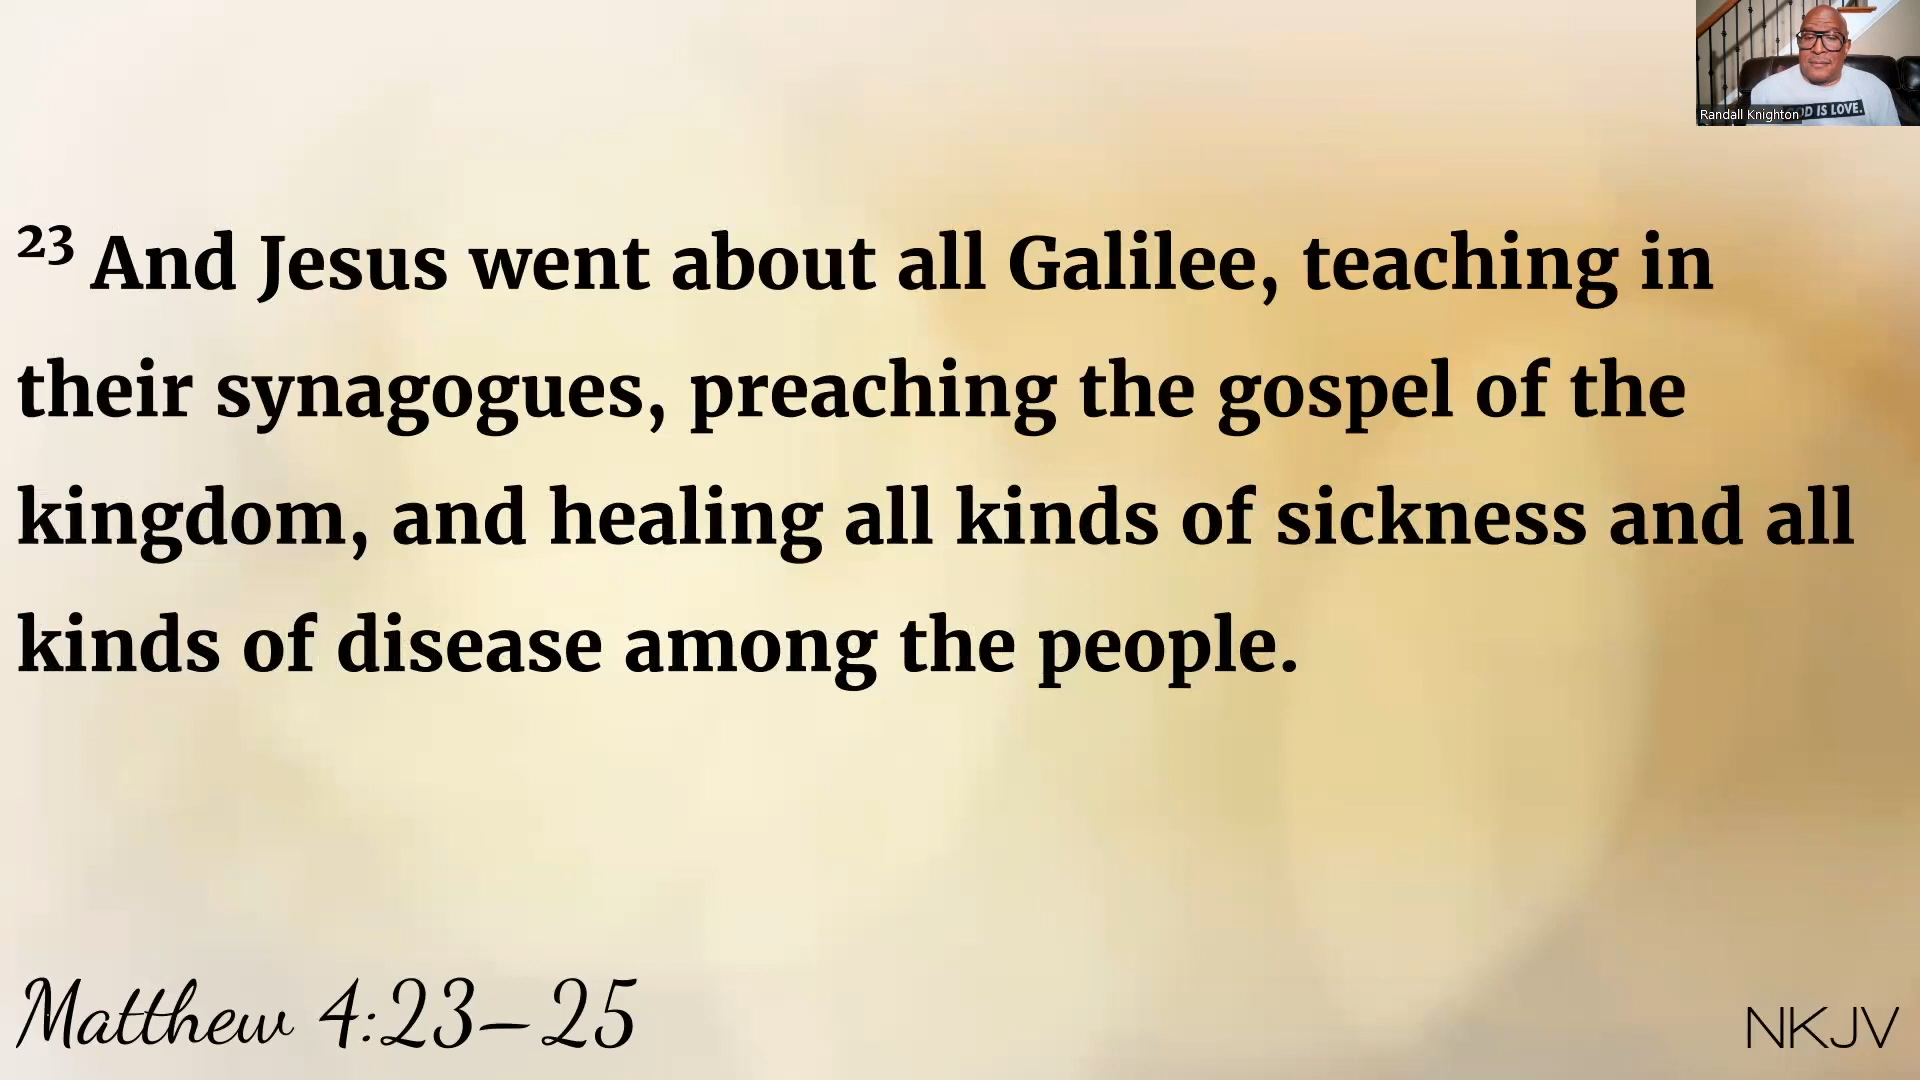 Randall Knighton
OD IS LOVE.
23 And Jesus went about all Galilee, teaching in
their synagogues, preaching the gospel of the
kingdom, and healing all kinds of sickness and all
kinds of disease among the people.
Matthew 4:23–25
NKJV